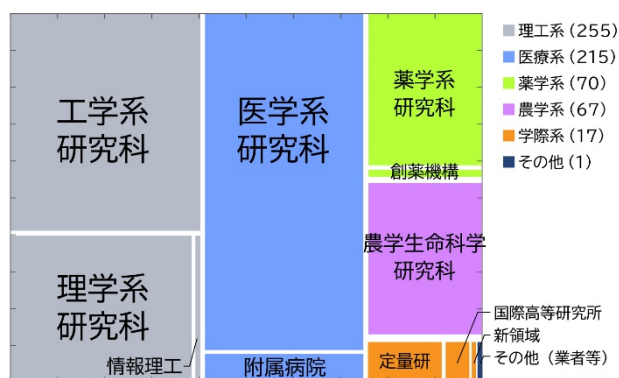 工学系
研究科
理学系
研究科
情報理工
医学系
研究科
附属病院
薬学系
研究科
創薬機構
農学生命科学
研究科
定量研
国際高等研究所
新領域
その他（業者等）
理工系（255）
医療系（215）
薬学系（70）
農学系（67）
学際系（17）
その他（1）